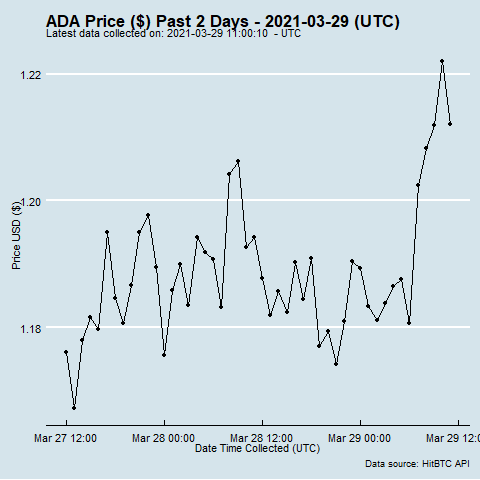 ADA Price ($) Past 2 Days - 2021-03-29 (UTC)
Latest data collected on: 2021-03-29 11:00:10 - UTC
1.22
1.20
1.18
Price USD ($)
Mar 27 12:00
Mar 28 00:00
Mar 28 12:00
Mar 29 00:00
Mar 29 12:00
Date Time Collected (UTC)
Data source: HitBTC API